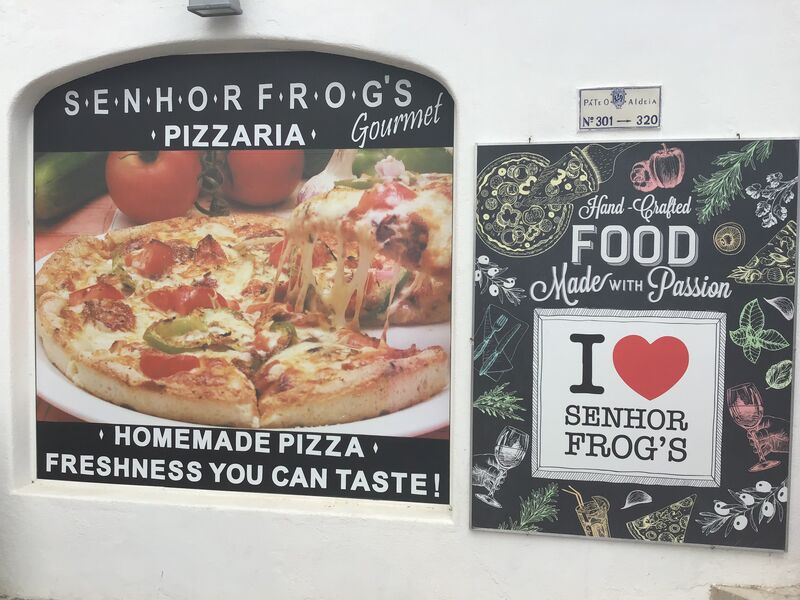 S·E·N·H·O·R F·R·O·G'S
·PIZZARIA·
Gourmet
·HOMEMADE PIZZA·
FRESHNESS YOU CAN TASTE!
PáTeO Aldeia
Nº 301 — 320
Hand-Crafted
FOOD
Made WITH Passion
I ♥
SENHOR
FROG'S